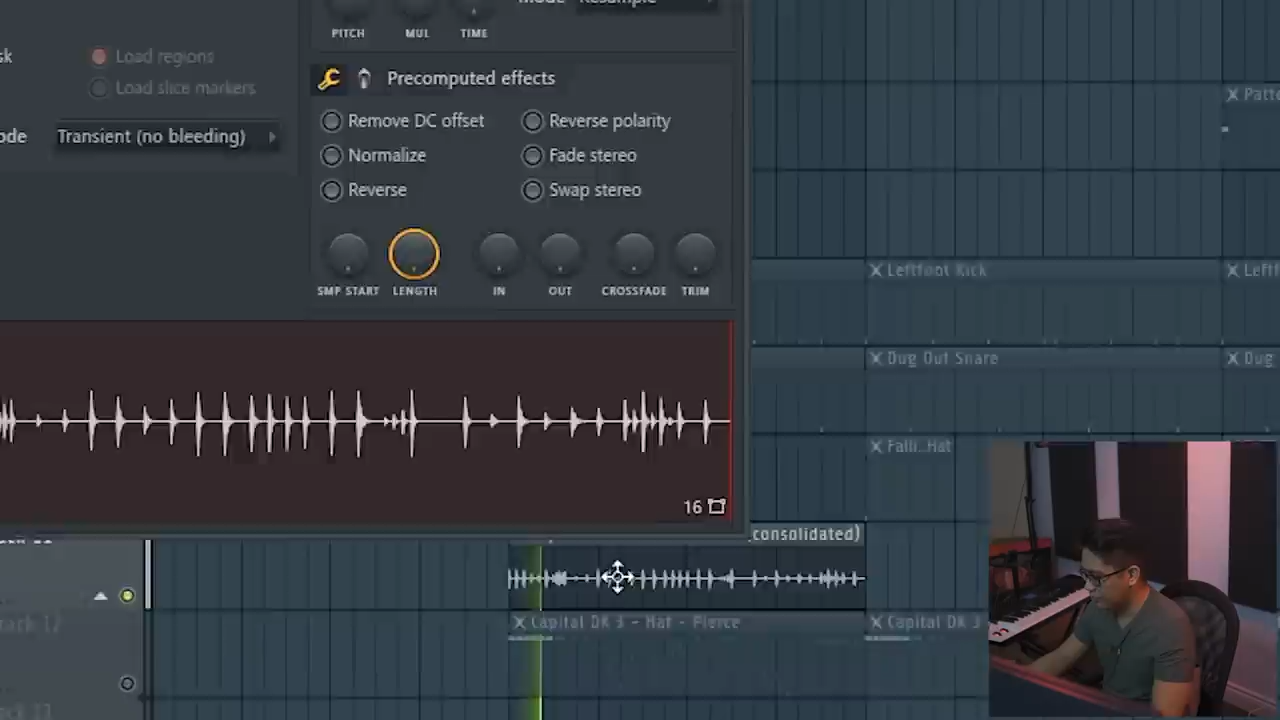 PITCH MUL TIME
Load regions
Load slice markers
Transient (no bleeding)
Precomputed effects
Remove DC offset
Reverse polarity
Normalize
Fade stereo
Reverse
Swap stereo
SMP START LENGTH IN OUT CROSSFADE TRIM
16
Leftfoot Kick
Dug Out Snare
Dug
Falli..Hat
(consolidated)
Capital DK 3 - Hat - Fierce
Capital DK 3